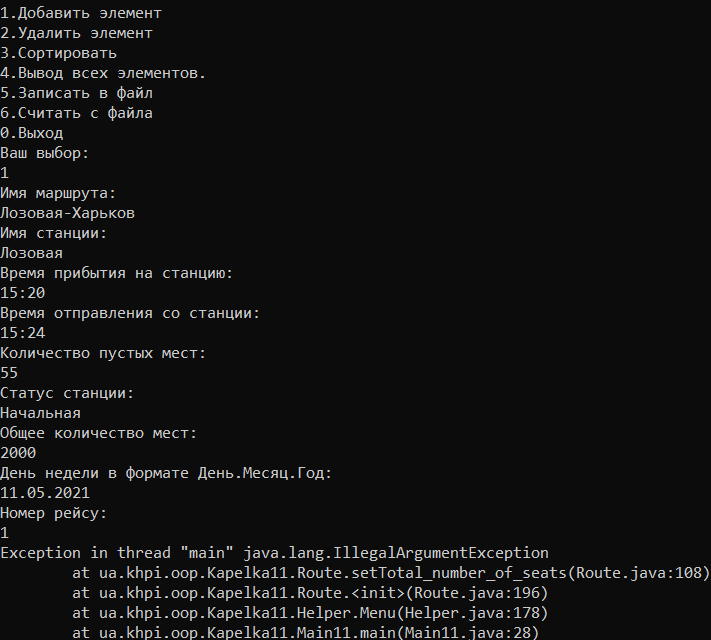 1.Добавить элемент
2.Удалить элемент
3.Сортировать
4.Вывод всех элементов.
5.Записать в файл
6.Считать с файла
0.Выход
Ваш выбор:
1
Имя маршрута:
Лозовая-Харьков
Имя станции:
Лозовая
Время прибытия на станцию:
15:20
Время отправления со станции:
15:24
Количество пустых мест:
55
Статус станции:
Начальная
Общее количество мест:
2000
День недели в формате День.Месяц.Год:
11.05.2021
Номер рейсу:
1
Exception in thread "main" java.lang.IllegalArgumentException
at ua.khpi.oop.Kapelka11.Route.setTotal_number_of_seats(Route.java:108)
at ua.khpi.oop.Kapelka11.Route.<init>(Route.java:196)
at ua.khpi.oop.Kapelka11.Helper.Menu(Helper.java:178)
at ua.khpi.oop.Kapelka11.Main11.main(Main11.java:28)